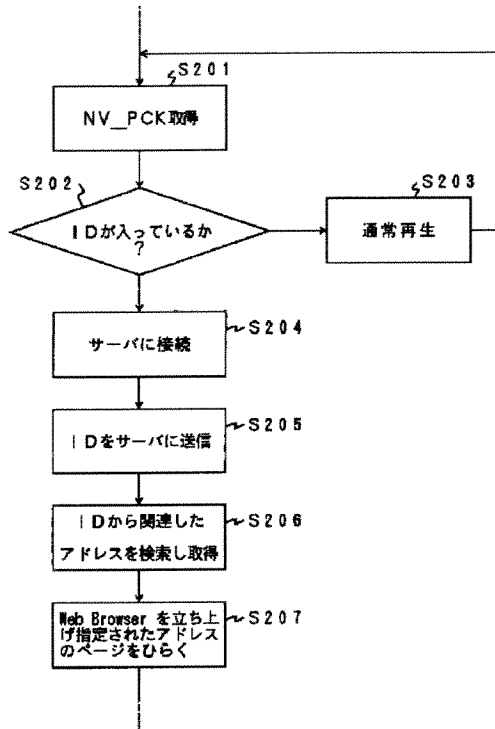 S201
NV_PCK取得
S202
IDが入っているか
?
S203
通常再生
サーバに接続
S204
IDをサーバに送信
S205
IDから関連した
アドレスを検索し取得
S206
Web Browser を立ち上
げ指定されたアドレス
のページをひらく
S207